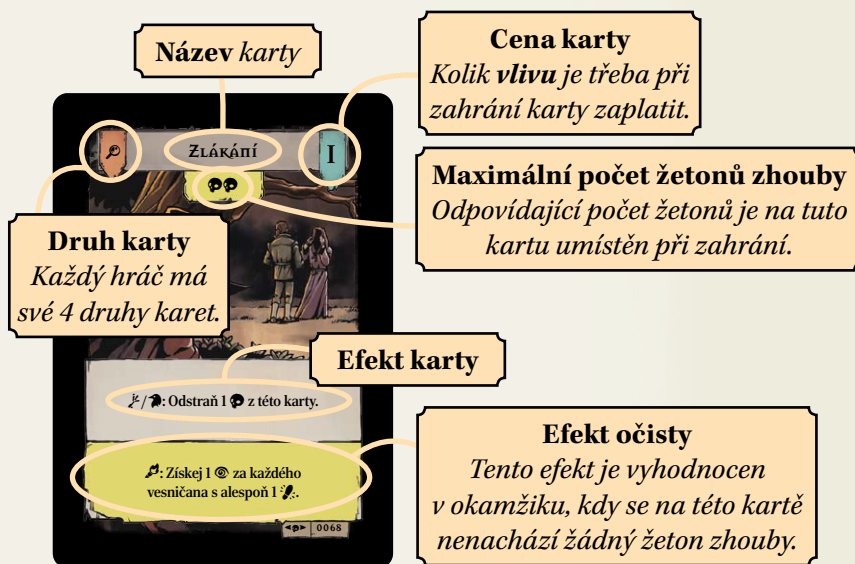 Název karty
Cena karty
Kolik vlivu je třeba při
zahrání karty zaplatit.
Zlákání
I
Maximální počet žetonů zhouby
Odpovídající počet žetonů je na tuto
kartu umístěn při zahrání.
Druh karty
Každý hráč má
své 4 druhy karet.
Efekt karty
/ : Odstraň 1 z této karty.
Efekt očisty
Tento efekt je vyhodnocen
v okamžiku, kdy se na této kartě
nenachází žádný žeton zhouby.
: Získej 1 za každého
vesničana s alespoň 1 .
0068